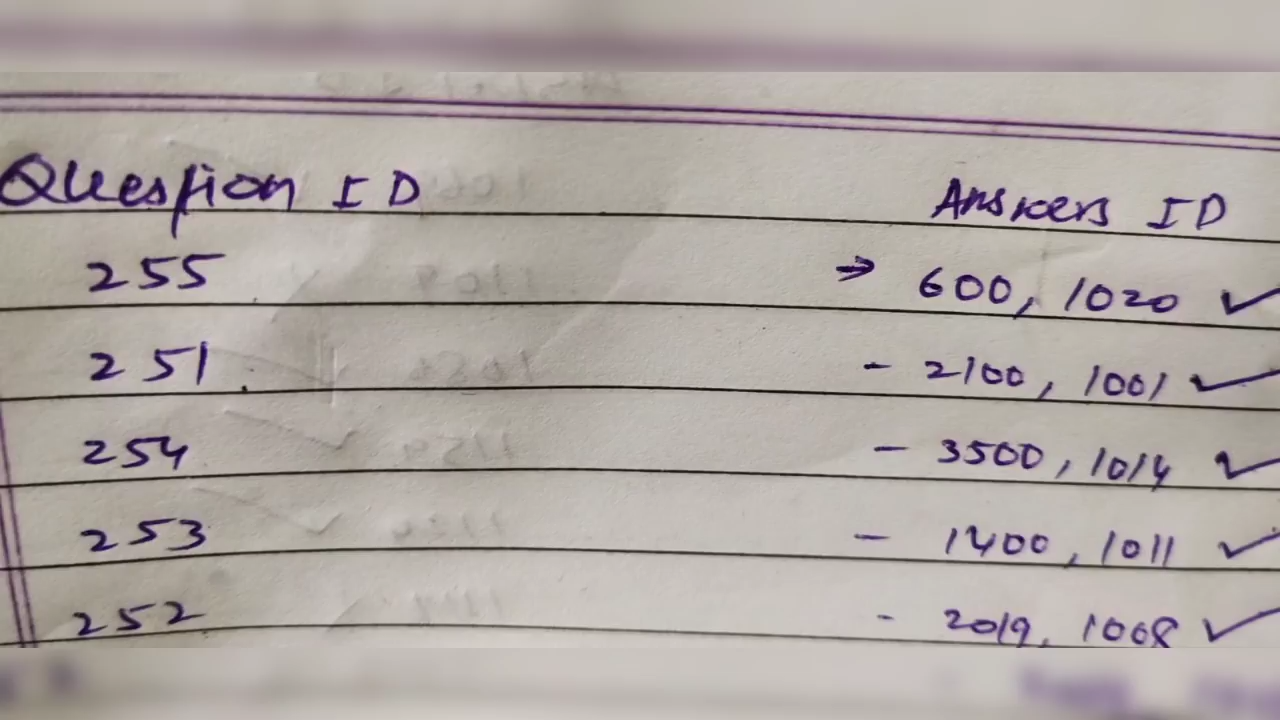 Question ID Answers ID
255 → 600, 1020 ✓
251 - 2100, 1001 ✓
254 - 3500, 1014 ✓
253 - 1400, 1011 ✓
252 - 2019, 1008 ✓